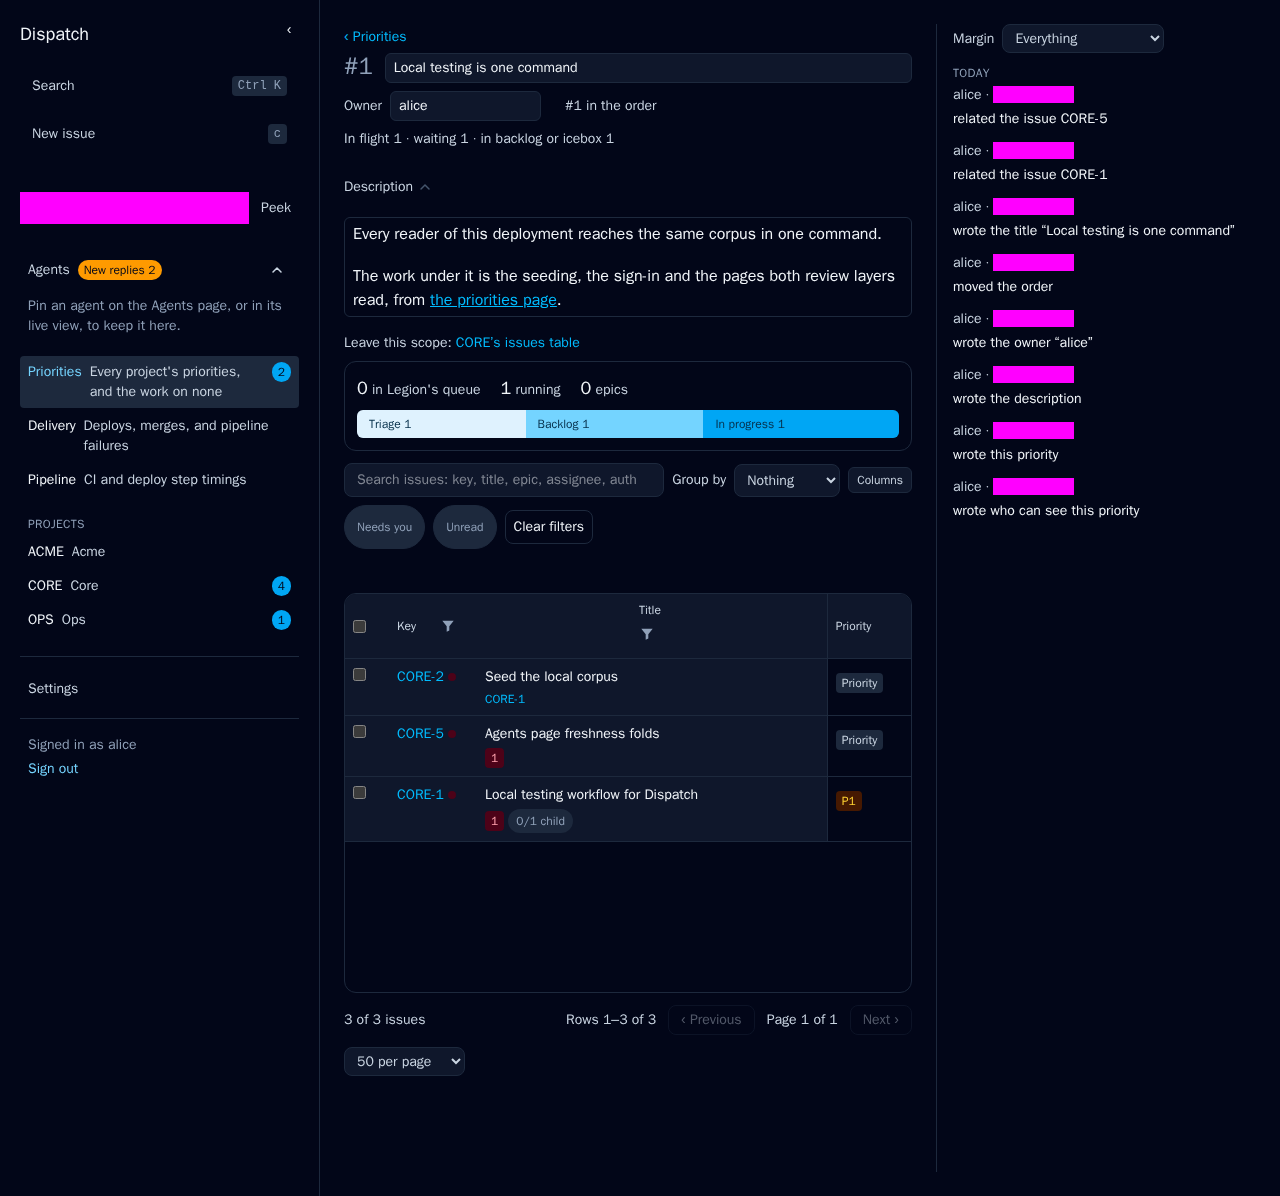 Dispatch
‹
Search
Ctrl K
New issue
c
Peek
Agents
New replies 2
Pin an agent on the Agents page, or in its
live view, to keep it here.
Priorities
Every project's priorities,
and the work on none
2
Delivery
Deploys, merges, and pipeline
failures
Pipeline
CI and deploy step timings
PROJECTS
ACME Acme
CORE Core
4
OPS Ops
1
Settings
Signed in as alice
Sign out
‹ Priorities
#1
Local testing is one command
Owner
alice
#1 in the order
In flight 1 · waiting 1 · in backlog or icebox 1
Description
Every reader of this deployment reaches the same corpus in one command.
The work under it is the seeding, the sign-in and the pages both review layers
read, from the priorities page.
Leave this scope: CORE's issues table
0 in Legion's queue
1 running
0 epics
Triage 1
Backlog 1
In progress 1
Search issues: key, title, epic, assignee, auth
Group by
Nothing
Columns
Needs you
Unread
Clear filters
Key
Title
Priority
CORE-2
Seed the local corpus
CORE-1
Priority
CORE-5
Agents page freshness folds
1
Priority
CORE-1
Local testing workflow for Dispatch
1
0/1 child
P1
3 of 3 issues
Rows 1–3 of 3
‹ Previous
Page 1 of 1
Next ›
50 per page
Margin
Everything
TODAY
alice ·
related the issue CORE-5
alice ·
related the issue CORE-1
alice ·
wrote the title “Local testing is one command”
alice ·
moved the order
alice ·
wrote the owner “alice”
alice ·
wrote the description
alice ·
wrote this priority
alice ·
wrote who can see this priority